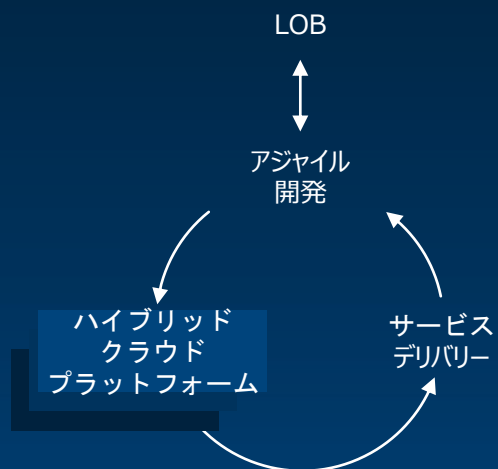 LOB
アジャイル
開発
ハイブリッド
クラウド
プラットフォーム
サービス
デリバリー